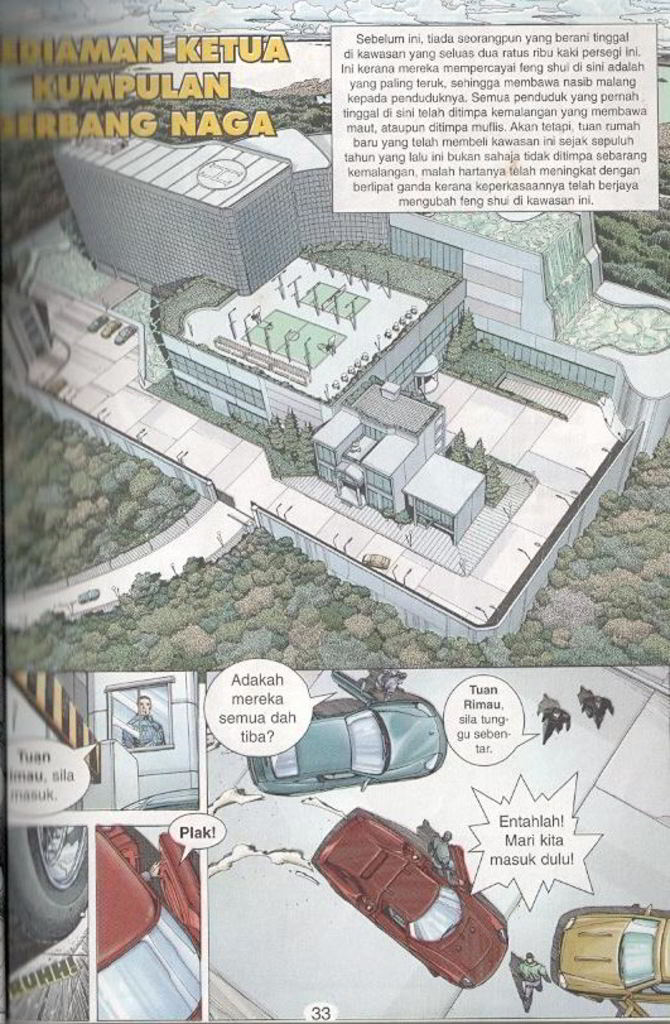 EDIAMAN KETUA
KUMPULAN
ERBANG NAGA
Sebelum ini, tiada seorangpun yang berani tinggal
di kawasan yang seluas dua ratus ribu kaki persegi ini.
Ini kerana mereka mempercayai feng shui di sini adalah
yang paling teruk, sehingga membawa nasib malang
kepada penduduknya. Semua penduduk yang pernah
tinggal di sini telah ditimpa kemalangan yang membawa
maut, ataupun ditimpa muflis. Akan tetapi, tuan rumah
baru yang telah membeli kawasan ini sejak sepuluh
tahun yang lalu ini bukan sahaja tidak ditimpa sebarang
kemalangan, malah hartanya telah meningkat dengan
berlipat ganda kerana keperkasaannya telah berjaya
mengubah feng shui di kawasan ini.
Tuan
imau, sila
masuk.
Adakah
mereka
semua dah
tiba?
Tuan
Rimau,
sila tung-
gu seben-
tar.
Plak!
Entahlah!
Mari kita
masuk dulu!
RUHH!
33